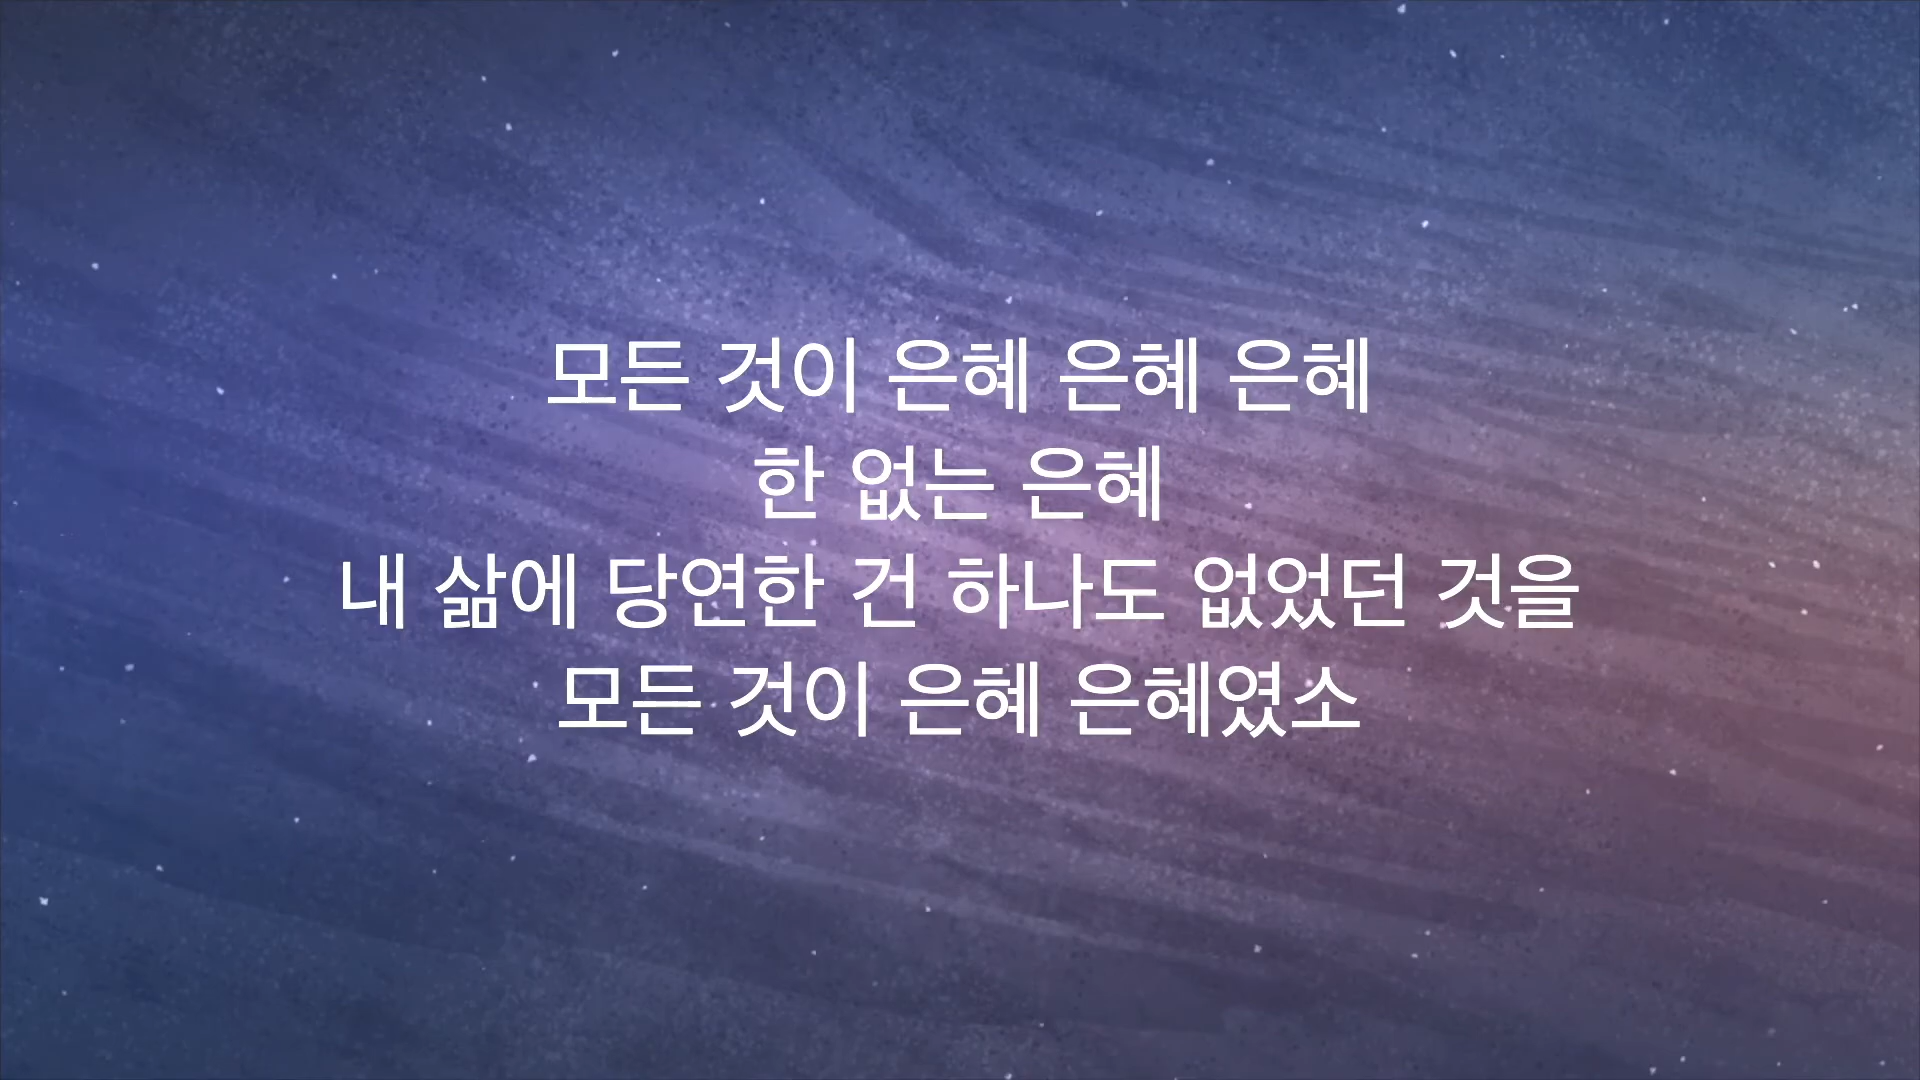 모든 것이 은혜 은혜 은혜
한 없는 은혜
내 삶에 당연한 건 하나도 없었던 것을
모든 것이 은혜 은혜였소